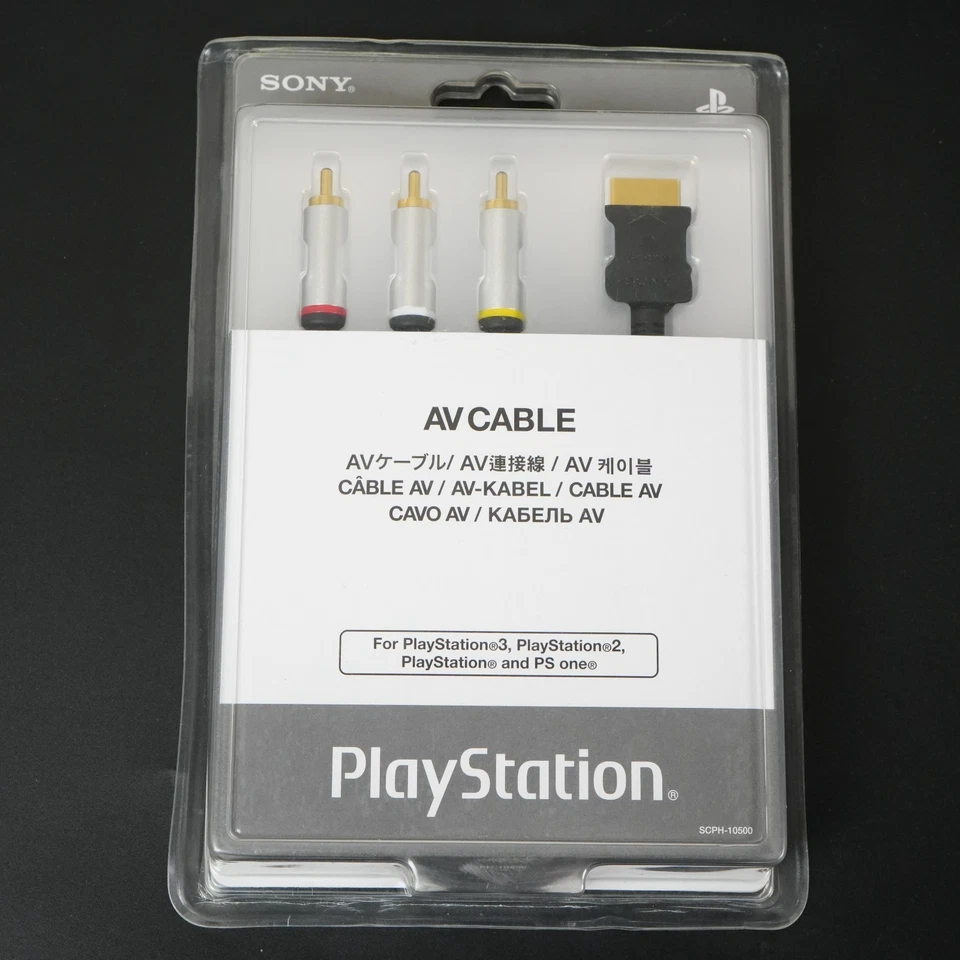 SONY®
AV CABLE
AVケーブル/ AV連接線 / AV 케이블
CÂBLE AV / AV-KABEL / CABLE AV
CAVO AV / КАБЕЛЬ AV
For PlayStation®3, PlayStation®2,
PlayStation® and PS one®
PlayStation®
SCPH-10500